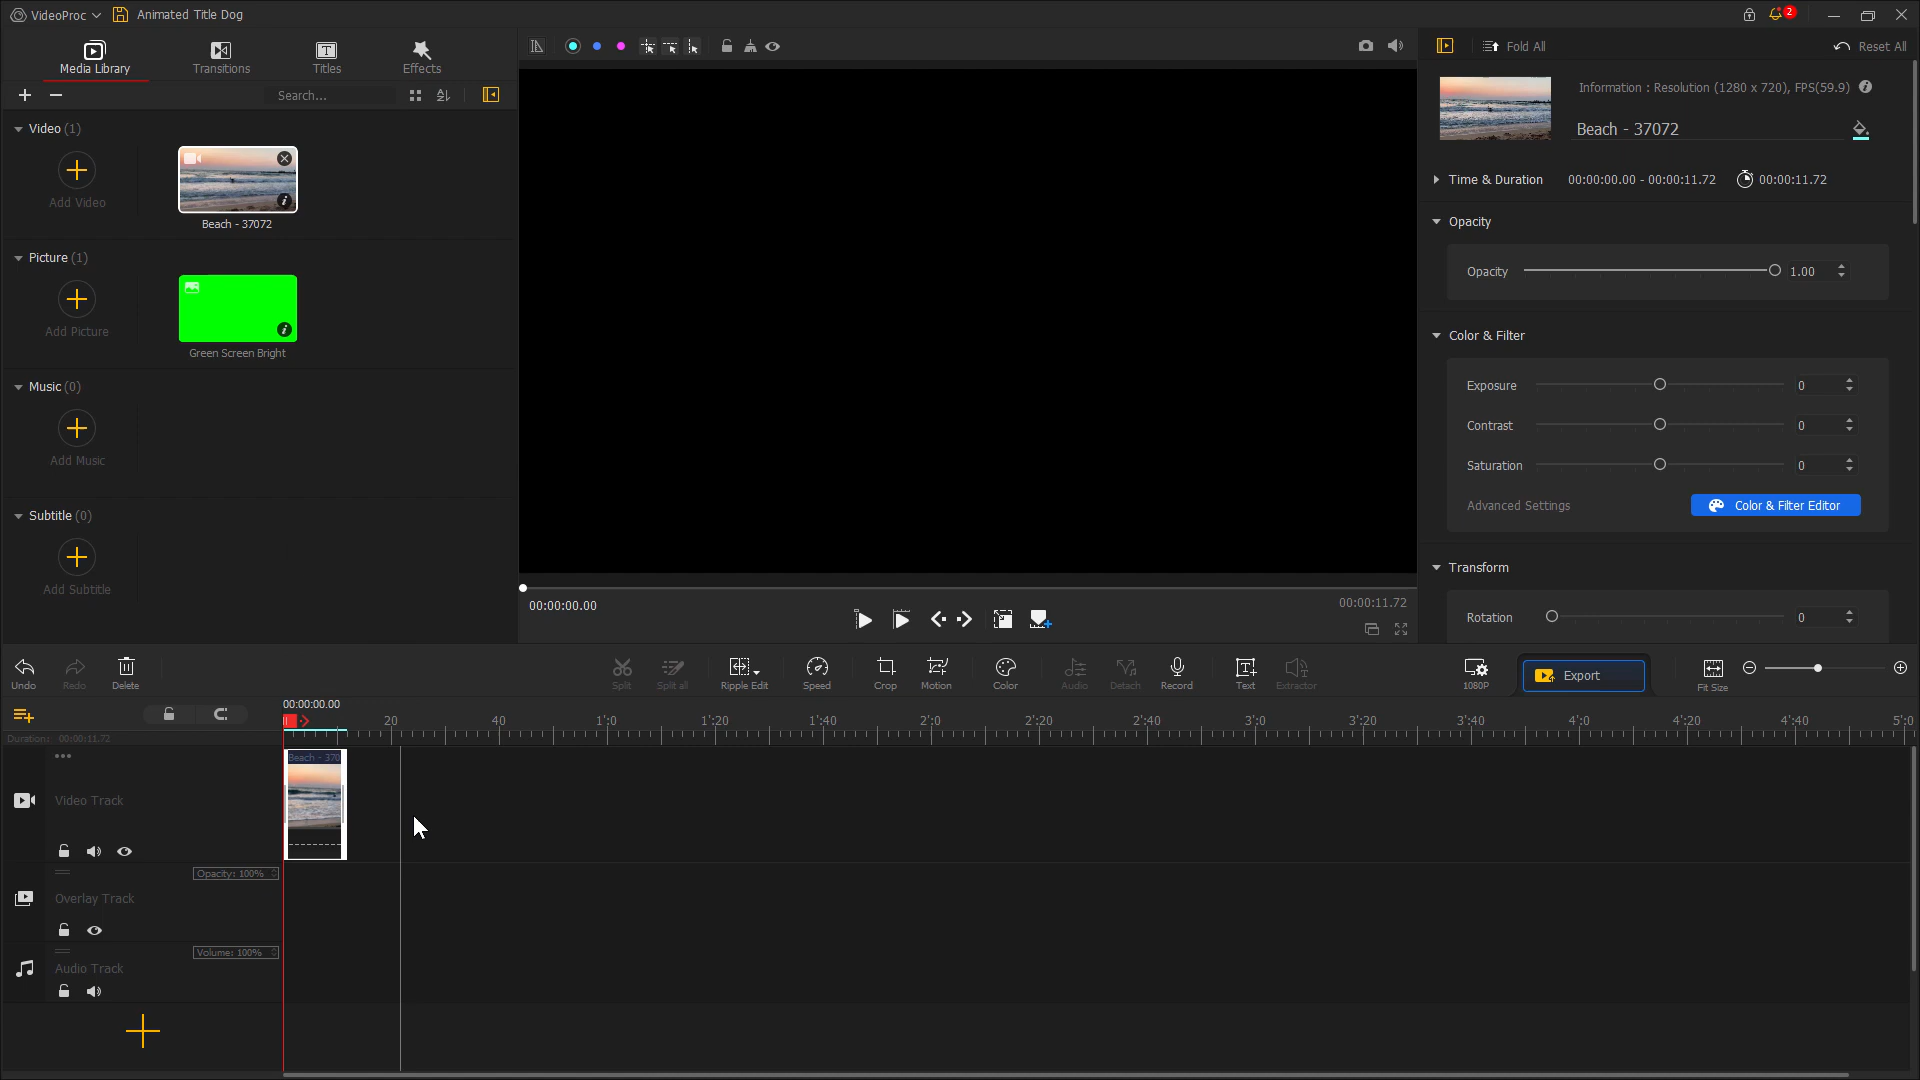 VideoProc
Animated Title Dog
2
Media Library
Transitions
Titles
Effects
Search...
Fold All
Reset All
Information : Resolution (1280 x 720), FPS(59.9)
Beach - 37072
Video (1)
Add Video
Beach - 37072
Time & Duration
00:00:00.00 - 00:00:11.72
00:00:11.72
Opacity
Picture (1)
Add Picture
Green Screen Bright
Opacity
1.00
Color & Filter
Exposure
0
Music (0)
Add Music
Contrast
0
Saturation
0
Advanced Settings
Color & Filter Editor
Subtitle (0)
Add Subtitle
Transform
00:00:00.00
00:00:11.72
Rotation
0
Undo
Redo
Delete
Split
Split all
Ripple Edit
Speed
Crop
Motion
Color
Audio
Detach
Record
Text
Extractor
1080P
Export
Fit Size
00:00:00.00
20
40
1':0
1':20
1':40
2':0
2':20
2':40
3':0
3':20
3':40
4':0
4':20
4':40
5':0
Duration: 00:00:11.72
Beach - 370
Video Track
Opacity: 100%
Overlay Track
Volume: 100%
Audio Track